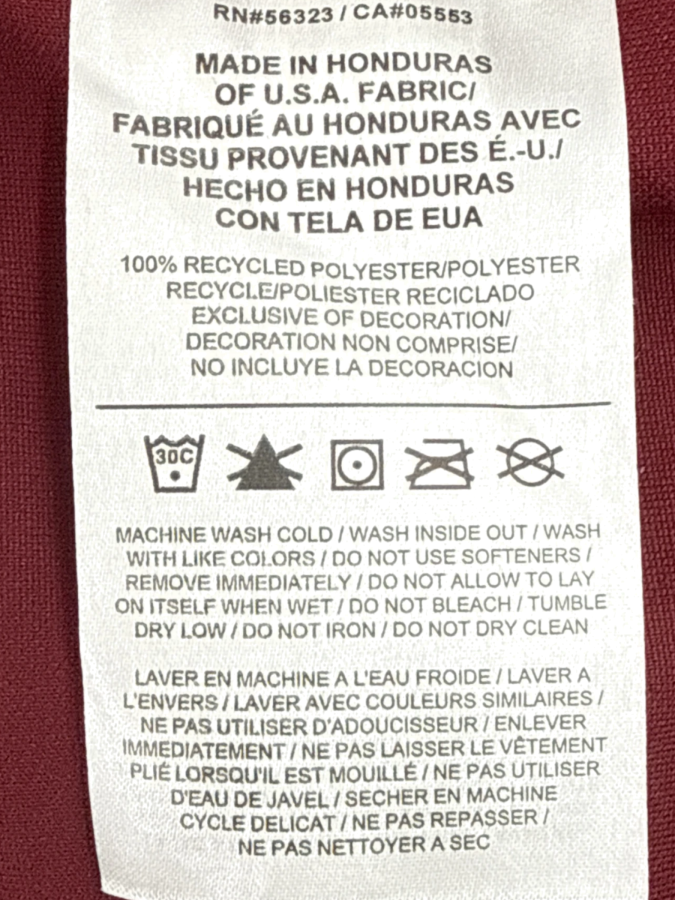 RN#56323 / CA#05553
MADE IN HONDURAS
OF U.S.A. FABRIC/
FABRIQUÉ AU HONDURAS AVEC
TISSU PROVENANT DES É.-U./
HECHO EN HONDURAS
CON TELA DE EUA
100% RECYCLED POLYESTER/POLYESTER
RECYCLE/POLIESTER RECICLADO
EXCLUSIVE OF DECORATION/
DECORATION NON COMPRISE/
NO INCLUYE LA DECORACION
30C
MACHINE WASH COLD / WASH INSIDE OUT / WASH
WITH LIKE COLORS / DO NOT USE SOFTENERS /
REMOVE IMMEDIATELY / DO NOT ALLOW TO LAY
ON ITSELF WHEN WET / DO NOT BLEACH / TUMBLE
DRY LOW / DO NOT IRON / DO NOT DRY CLEAN
LAVER EN MACHINE A L'EAU FROIDE / LAVER A
L'ENVERS / LAVER AVEC COULEURS SIMILAIRES /
NE PAS UTILISER D'ADOUCISSEUR / ENLEVER
IMMEDIATEMENT / NE PAS LAISSER LE VÊTEMENT
PLIÉ LORSQU'IL EST MOUILLÉ / NE PAS UTILISER
D'EAU DE JAVEL / SECHER EN MACHINE
CYCLE DELICAT / NE PAS REPASSER /
NE PAS NETTOYER A SEC